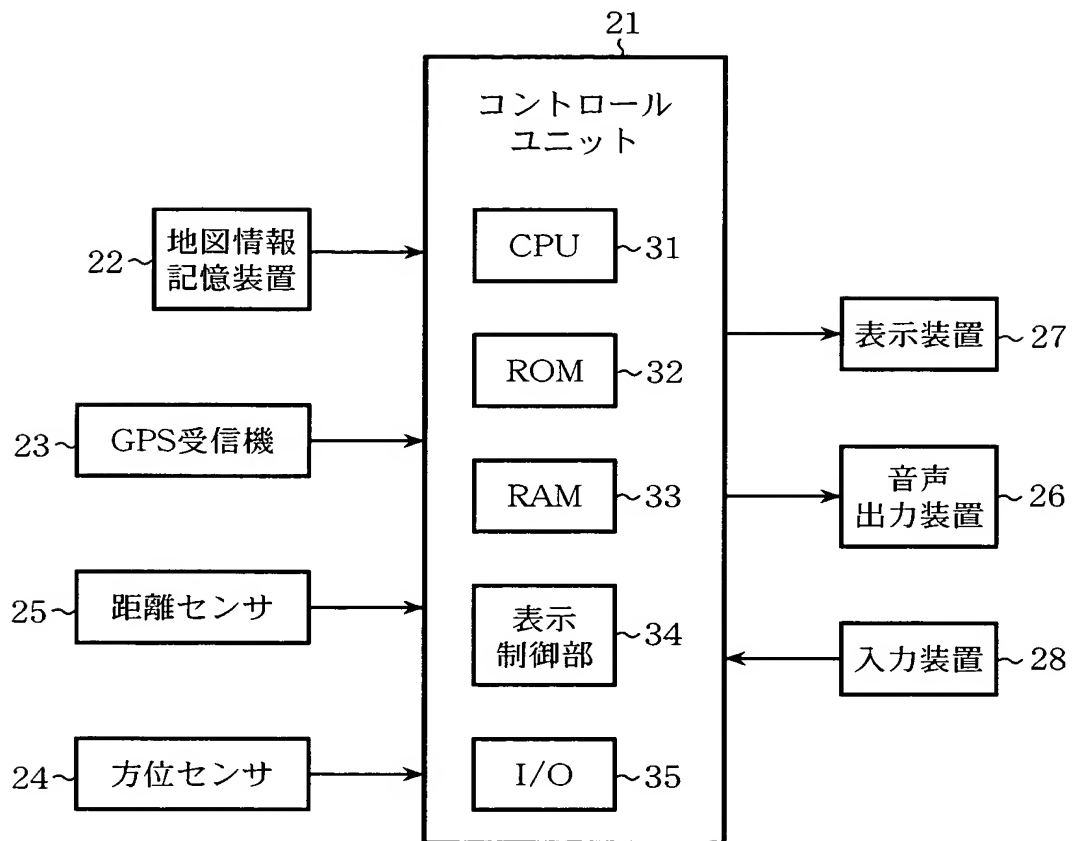 21
コントロール
ユニット
地図情報
記憶装置
22
CPU
31
表示装置
27
ROM
32
23
GPS受信機
RAM
33
音声
出力装置
26
25
距離センサ
表示
制御部
34
入力装置
28
24
方位センサ
I/O
35